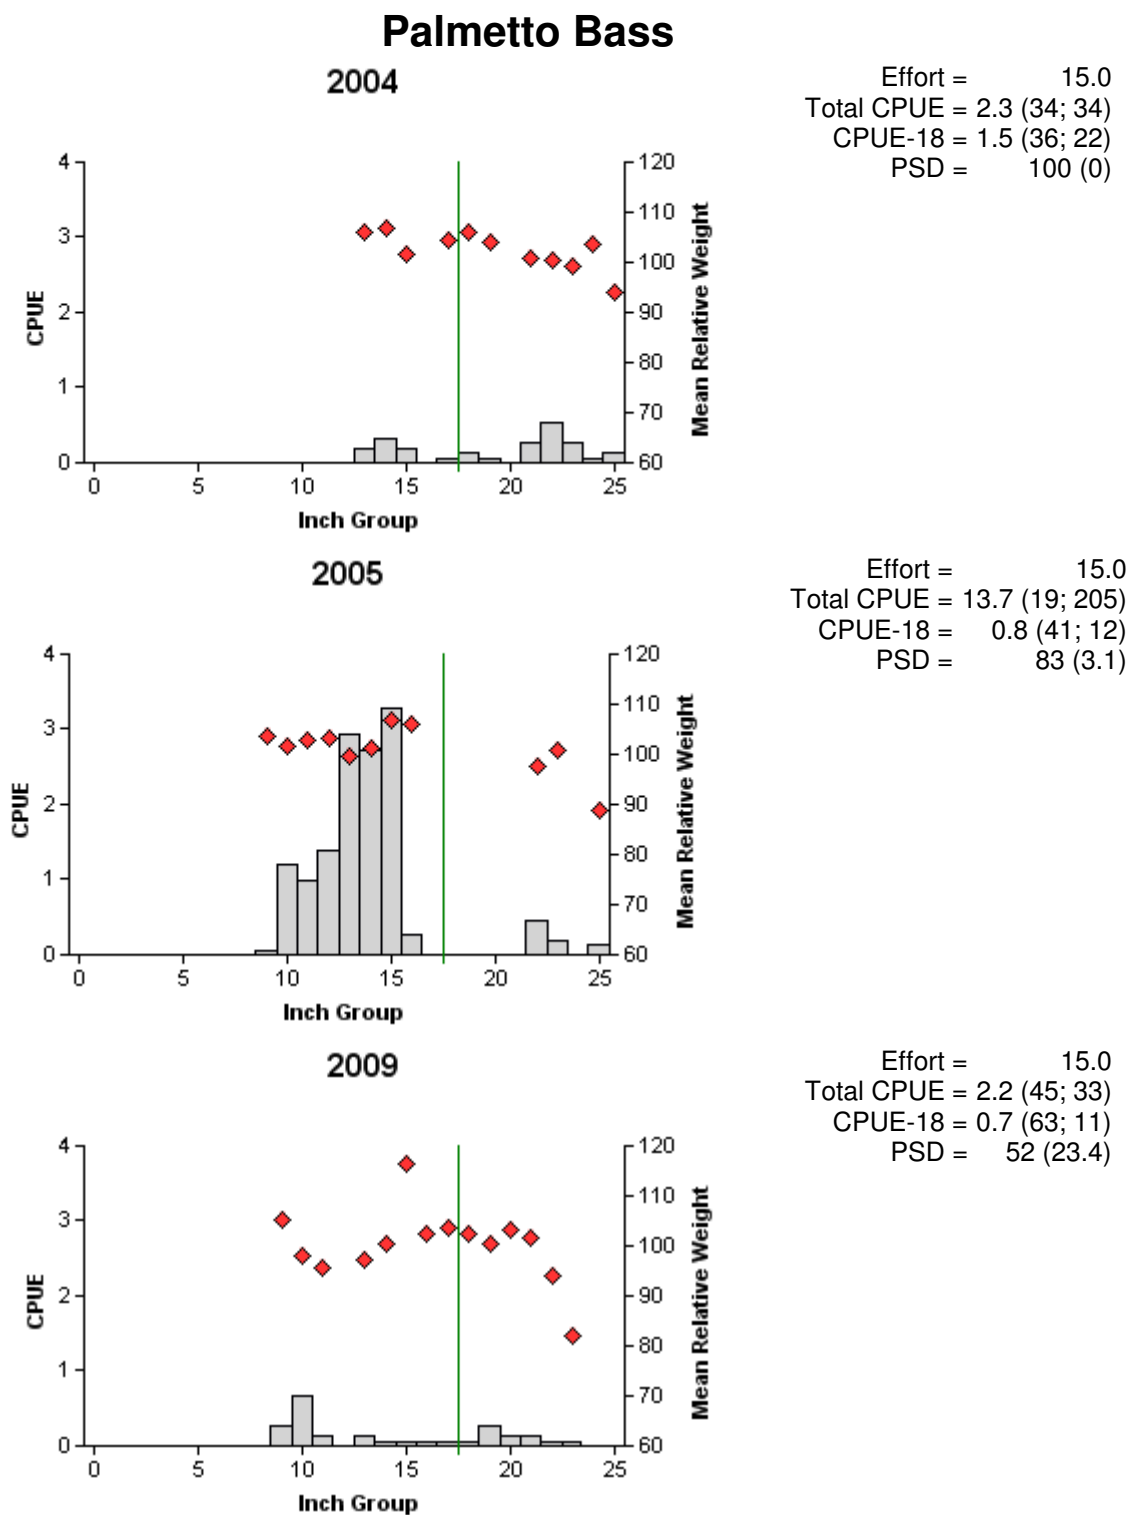 Palmetto Bass
2004
Effort = 15.0
Total CPUE = 2.3 (34; 34)
CPUE-18 = 1.5 (36; 22)
PSD = 100 (0)
4
3
2
1
0
CPUE
120
110
100
90
80
70
60
Mean Relative Weight
0 5 10 15 20 25
Inch Group
2005
Effort = 15.0
Total CPUE = 13.7 (19; 205)
CPUE-18 = 0.8 (41; 12)
PSD = 83 (3.1)
4
3
2
1
0
CPUE
120
110
100
90
80
70
60
Mean Relative Weight
0 5 10 15 20 25
Inch Group
2009
Effort = 15.0
Total CPUE = 2.2 (45; 33)
CPUE-18 = 0.7 (63; 11)
PSD = 52 (23.4)
4
3
2
1
0
CPUE
120
110
100
90
80
70
60
Mean Relative Weight
0 5 10 15 20 25
Inch Group